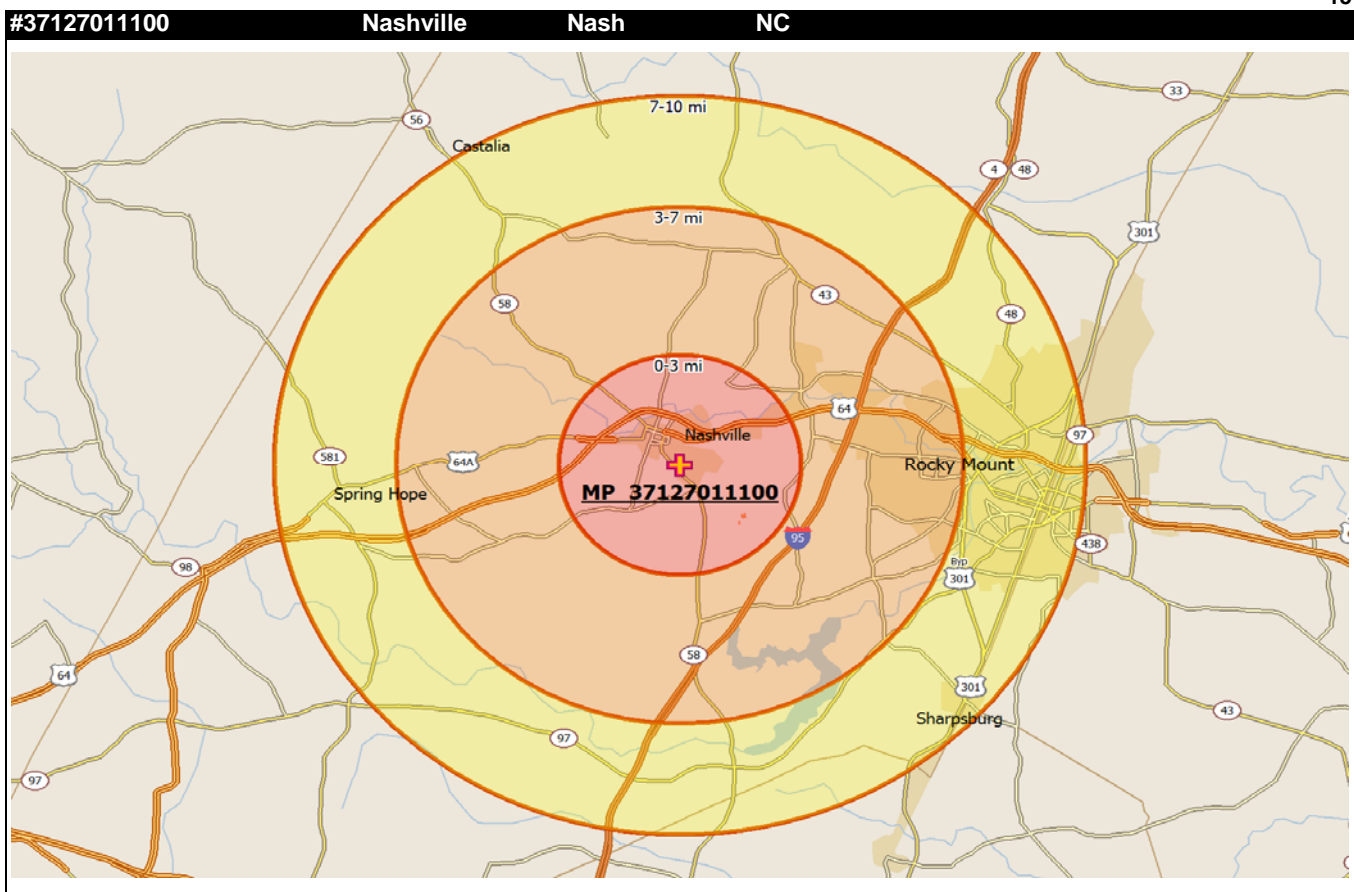 #37127011100 Nashville Nash NC
7-10 mi
33
56
Castalia
4 48
3-7 mi
301
58
43
48
0-3 mi
64
Nashville
97
581
64A
Rocky Mount
Spring Hope
MP 37127011100
95
438
98
Byp
301
58
64
301
43
Sharpsburg
97
97